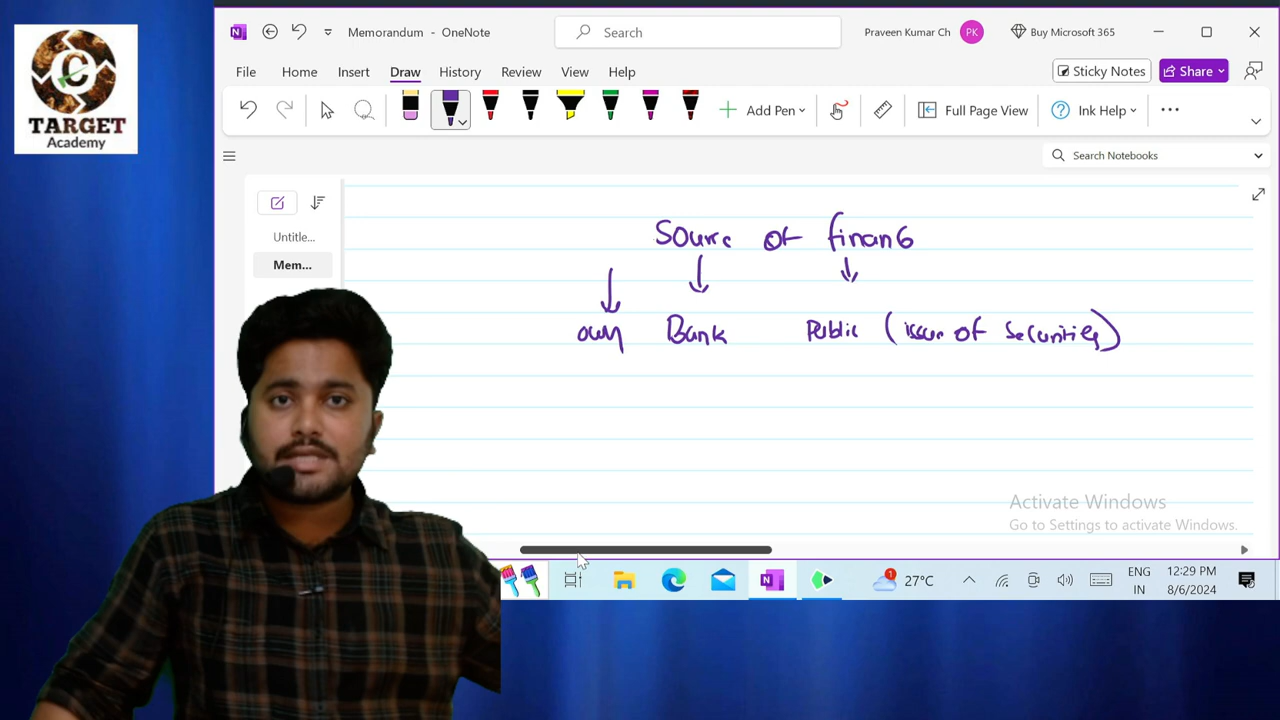 TARGET
Academy
Memorandum - OneNote
Search
Praveen Kumar Ch
PK
Buy Microsoft 365
File
Home
Insert
Draw
History
Review
View
Help
Sticky Notes
Share
Add Pen
Full Page View
Ink Help
Search Notebooks
Untitle...
Mem...
Source of finance
own Bank Public (issue of Securities)
Activate Windows
Go to Settings to activate Windows.
1
27°C
ENG
IN
12:29 PM
8/6/2024